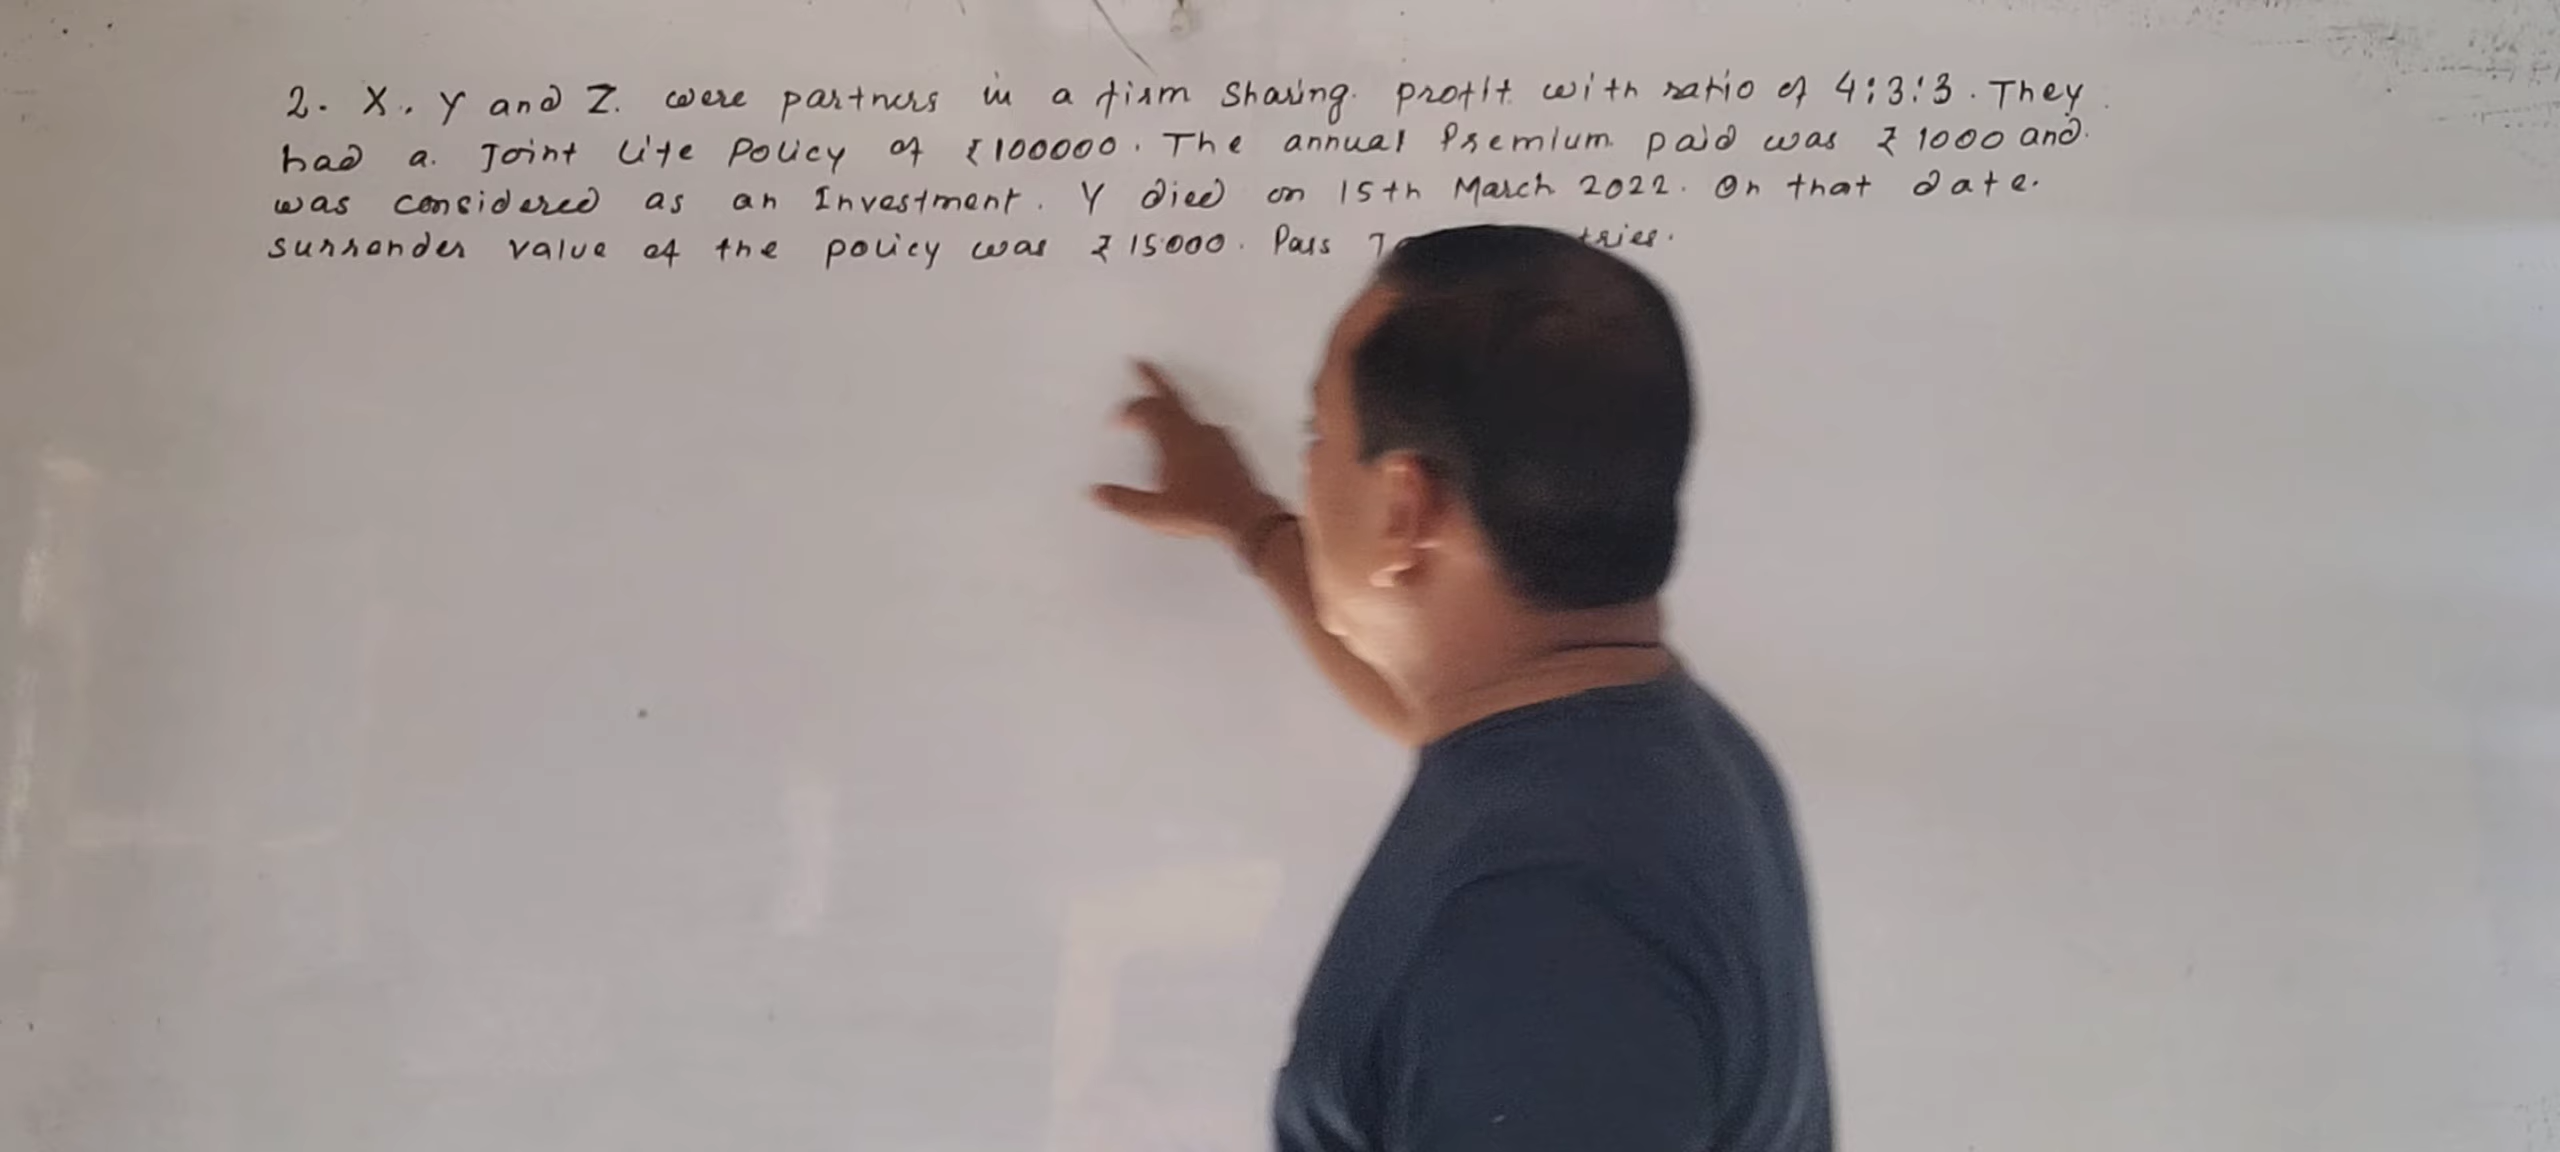 2. X, Y and Z. were partners in a firm sharing profit with ratio of 4:3:3. They
had a Joint Life Policy of ₹100000. The annual Premium paid was ₹1000 and
was considered as an Investment. Y died on 15th March 2022. On that date
surrender value of the policy was ₹15000. Pass